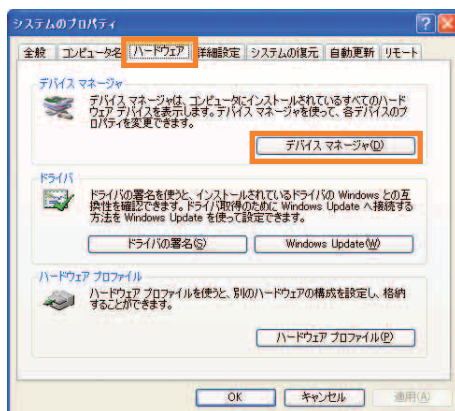 システムのプロパティ
全般 コンピュータ名 ハードウェア 詳細設定 システムの復元 自動更新 リモート
デバイス マネージャ
デバイス マネージャは、コンピュータにインストールされているすべてのハード
ウェア デバイスを表示します。デバイス マネージャを使って、各デバイスのプ
ロパティを変更できます。
デバイス マネージャ(D)
ドライバ
ドライバの署名を使うと、インストールされているドライバの Windows との互
換性を確認できます。ドライバ取得のために Windows Update へ接続する
方法を Windows Update を使って設定できます。
ドライバの署名(S) Windows Update(W)
ハードウェア プロファイル
ハードウェア プロファイルを使うと、別のハードウェアの構成を設定し、格納
することができます。
ハードウェア プロファイル(P)
OK キャンセル 適用(A)